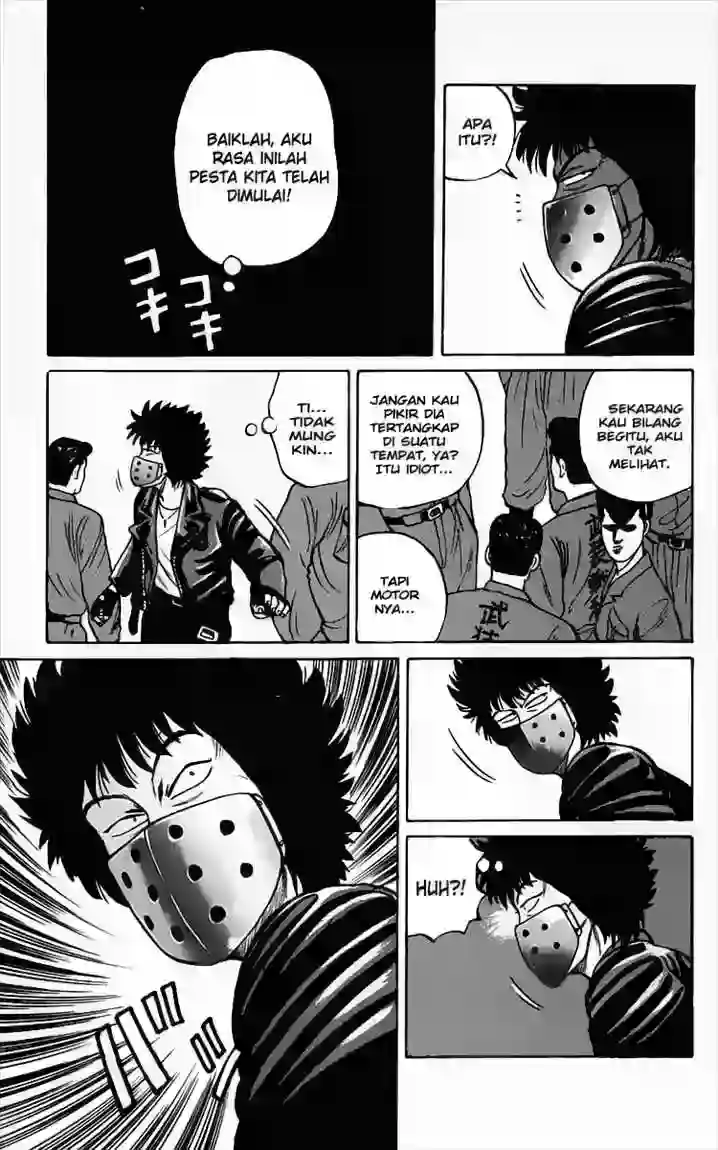 APA
ITU?!
BAIKLAH, AKU
RASA INILAH
PESTA KITA TELAH
DIMULAI!
コキ
コキ
SEKARANG
KAU BILANG
BEGITU, AKU
TAK
MELIHAT.
JANGAN KAU
PIKIR DIA
TERTANGKAP
DI SUATU
TEMPAT, YA?
ITU IDIOT...
TAPI
MOTOR
NYA...
TI...
TIDAK
MUNG
KIN...
HUH?!